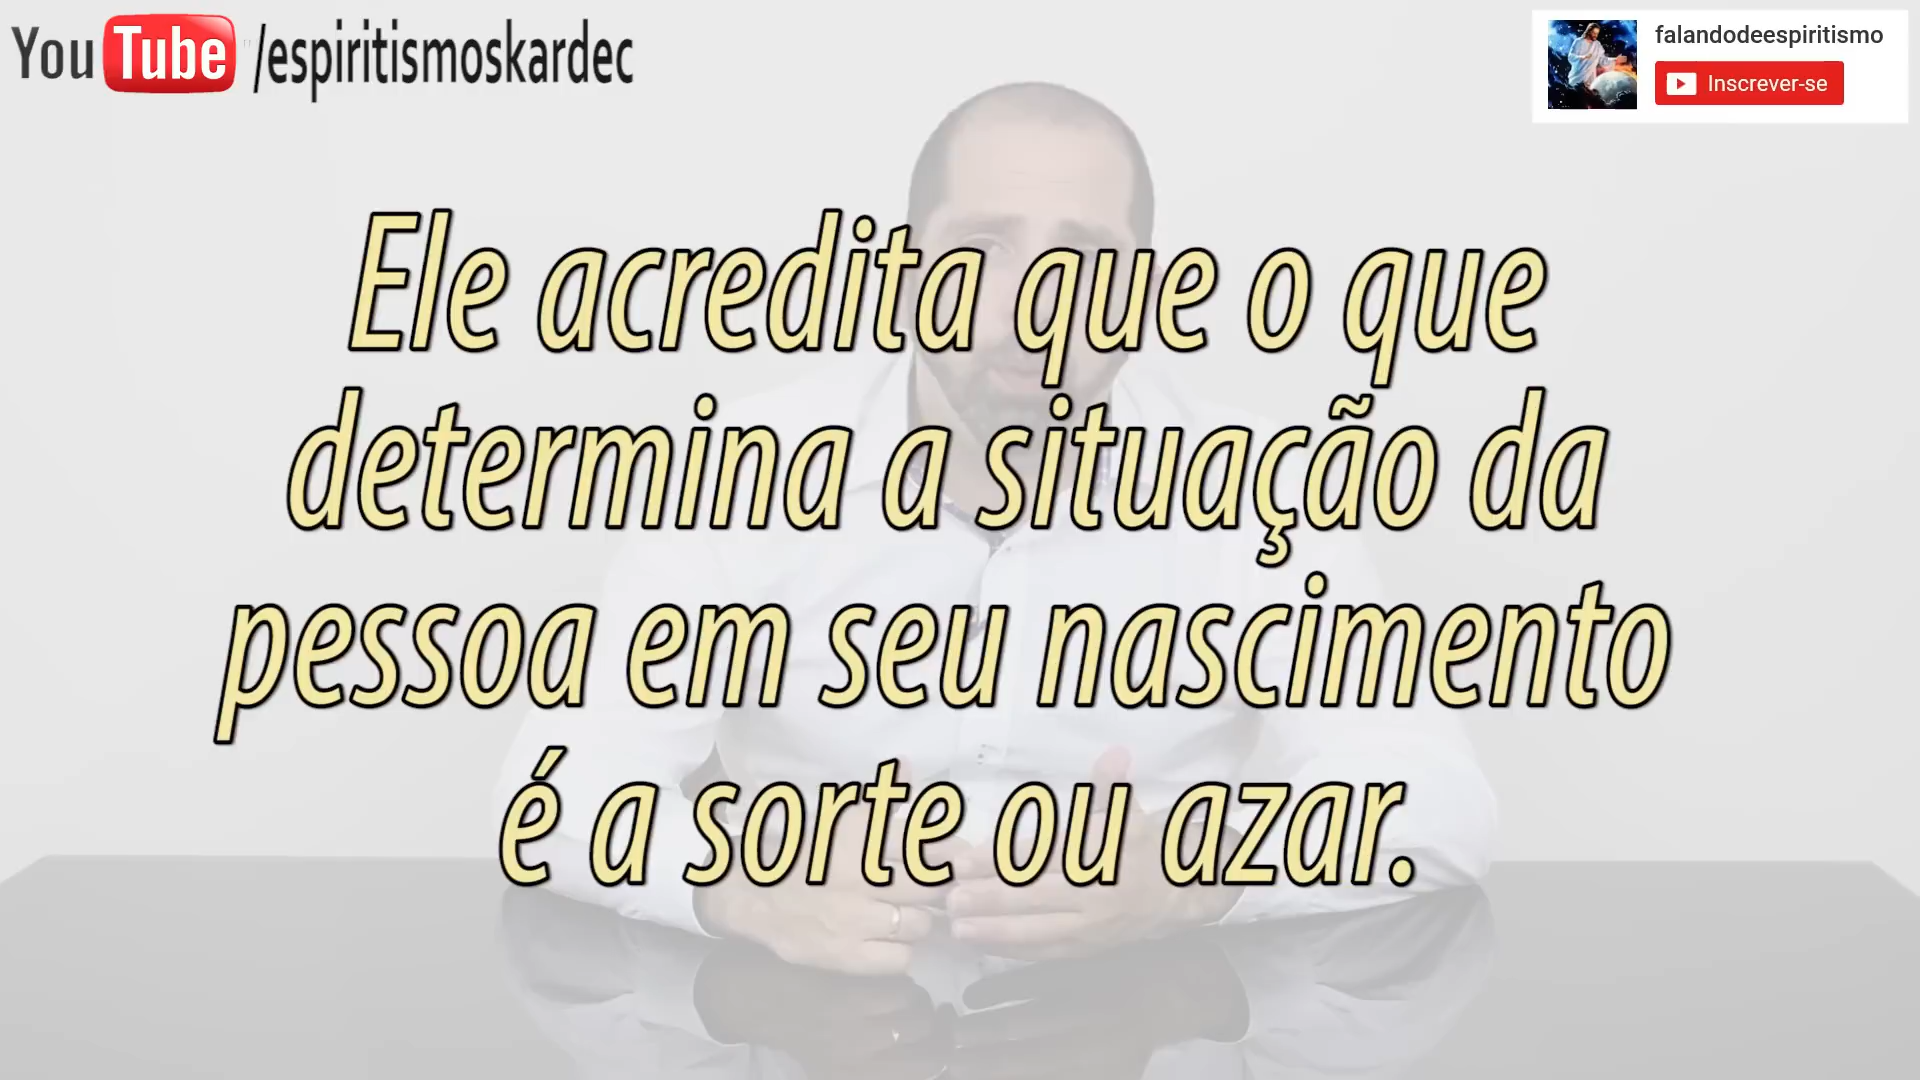 YouTube /espiritismoskardec
falandodeespiritismo
Inscrever-se
Ele acredita que o que
determina a situação da
pessoa em seu nascimento
é a sorte ou azar.